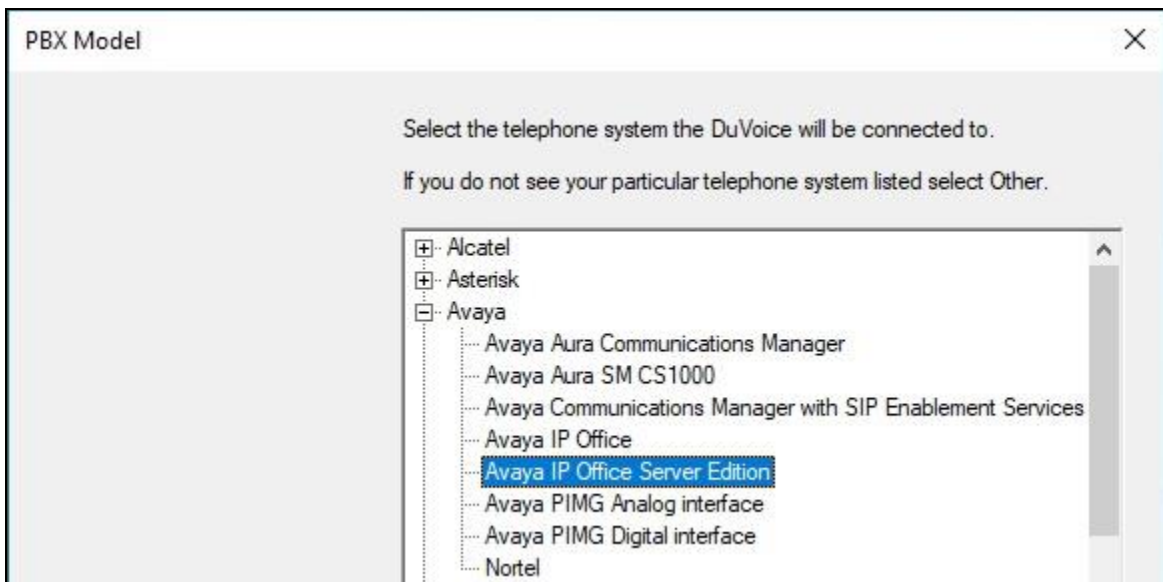 PBX Model
Select the telephone system the DuVoice will be connected to.
If you do not see your particular telephone system listed select Other.
Alcatel
Asterisk
Avaya
Avaya Aura Communications Manager
Avaya Aura SM CS1000
Avaya Communications Manager with SIP Enablement Services
Avaya IP Office
Avaya IP Office Server Edition
Avaya PIMG Analog interface
Avaya PIMG Digital interface
Nortel